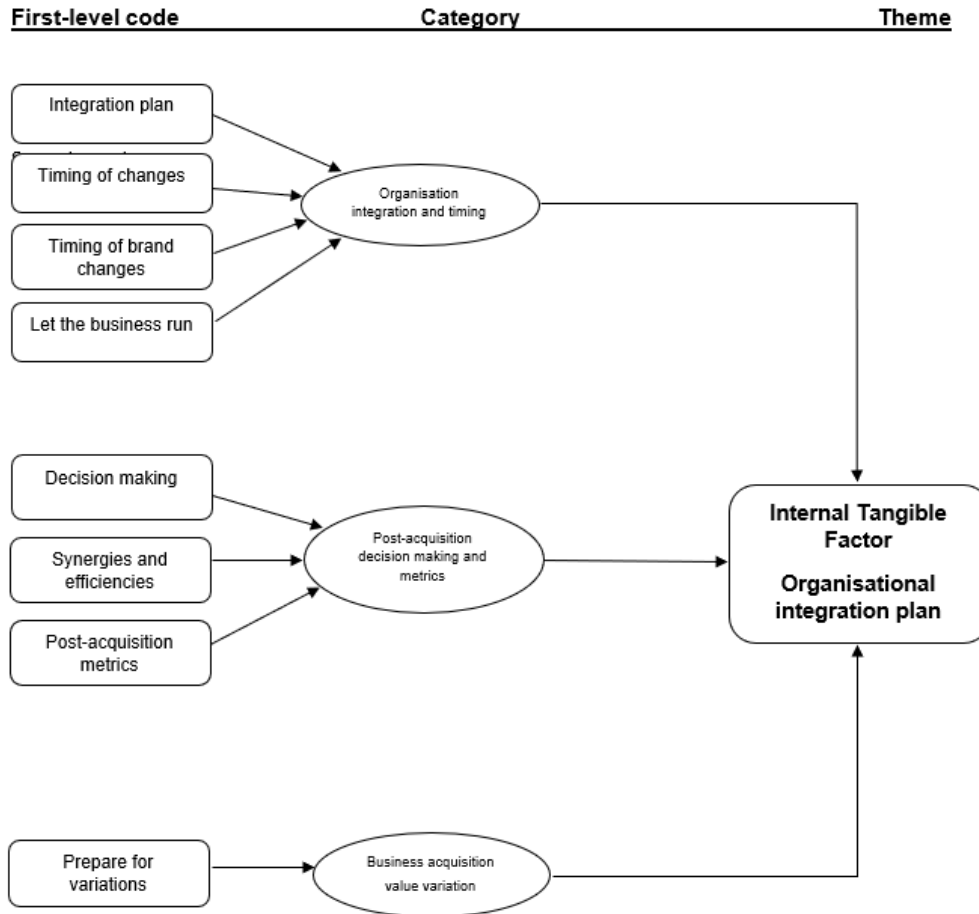 First-level code Category Theme
Integration plan
Timing of changes
Timing of brand
changes
Let the business run
Organisation
integration and timing
Decision making
Synergies and
efficiencies
Post-acquisition
metrics
Post-acquisition
decision making and
metrics
Internal Tangible
Factor
Organisational
integration plan
Prepare for
variations
Business acquisition
value variation